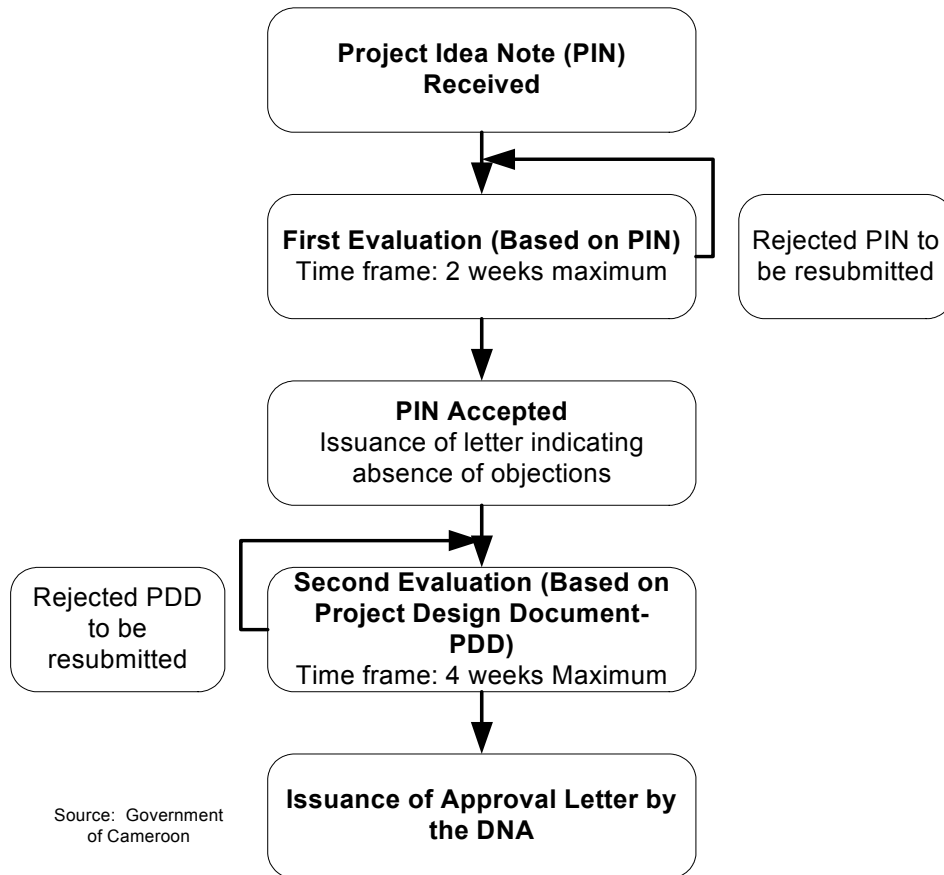 Project Idea Note (PIN)
Received
First Evaluation (Based on PIN)
Time frame: 2 weeks maximum
Rejected PIN to
be resubmitted
PIN Accepted
Issuance of letter indicating
absence of objections
Rejected PDD
to be
resubmitted
Second Evaluation (Based on
Project Design Document-
PDD)
Time frame: 4 weeks Maximum
Issuance of Approval Letter by
the DNA
Source: Government
of Cameroon